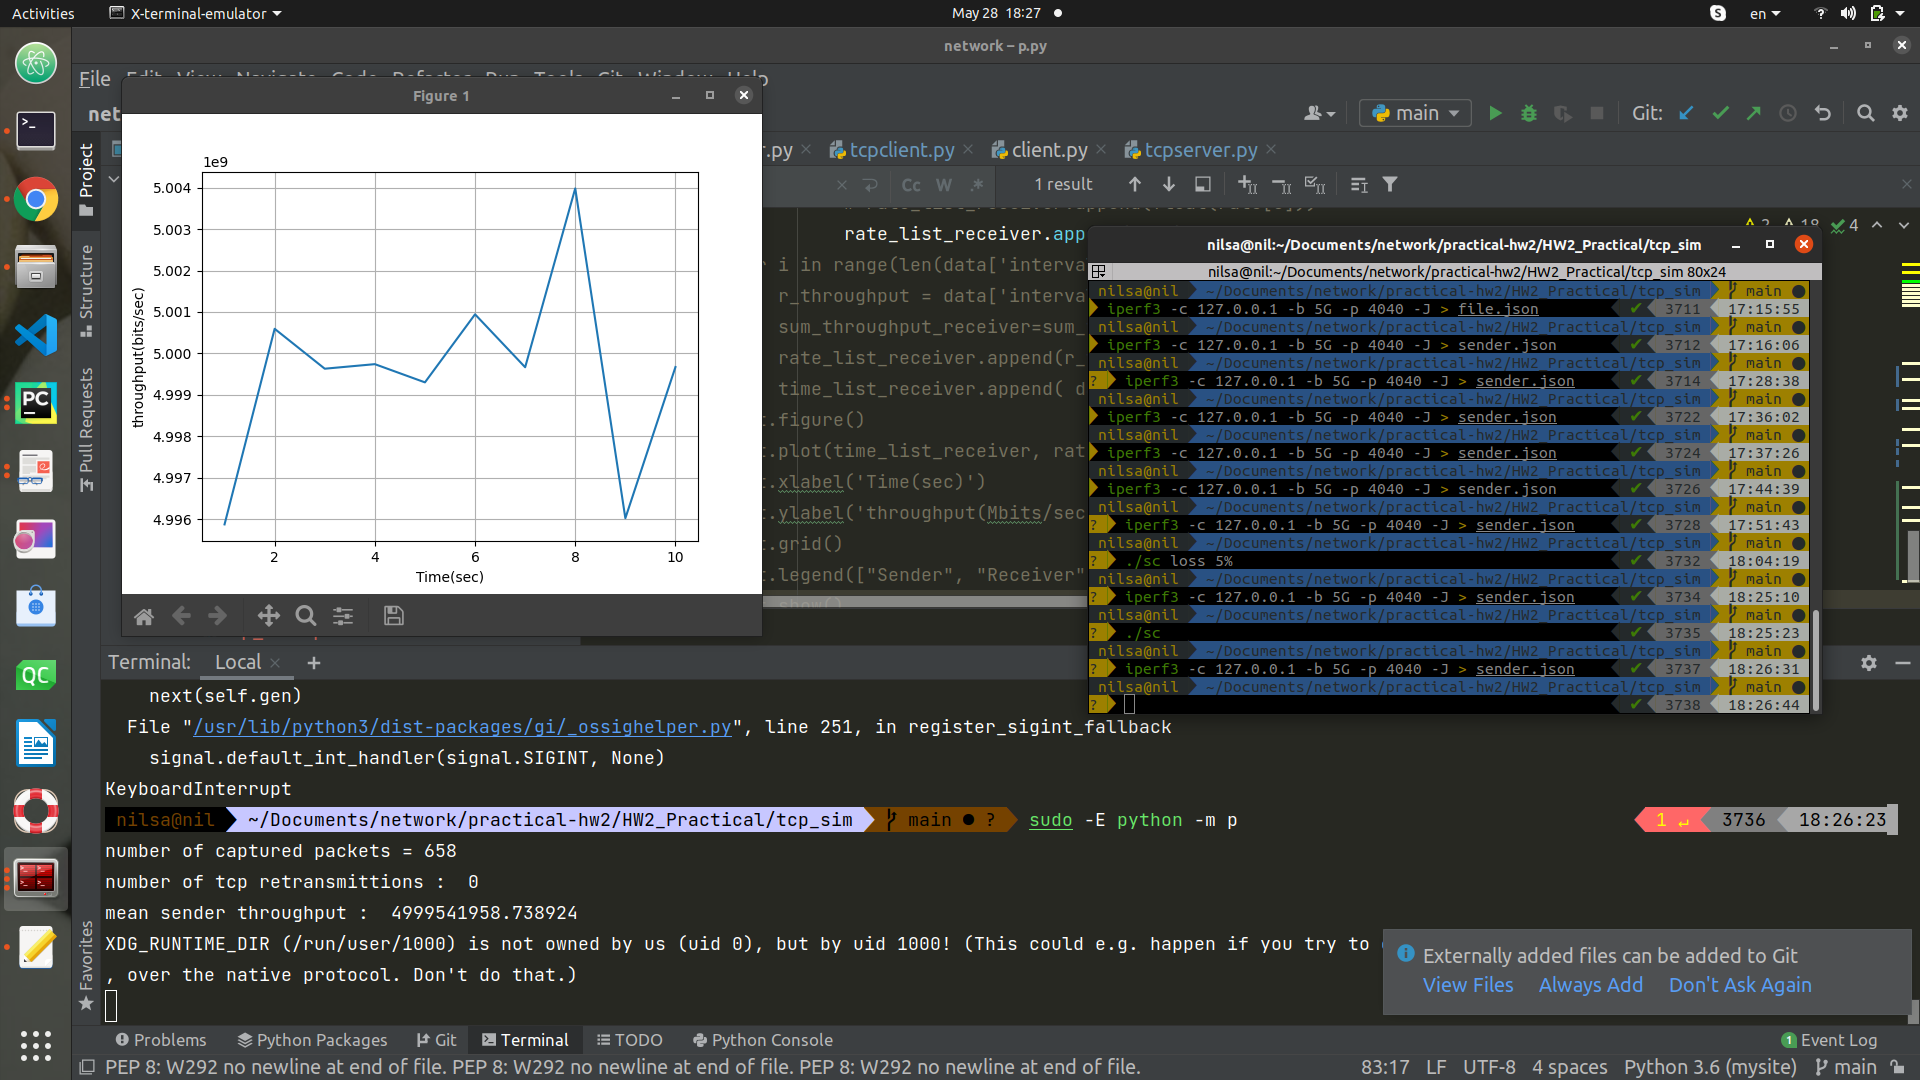 Activities
X-terminal-emulator
May 28 18:27
en
network – p.py
File
Figure 1
net
main
Git:
r.py
tcpclient.py
client.py
tcpserver.py
Cc W .*
1 result
2 18 4
Project
Structure
Pull Requests
Favorites
1e9
5.004
5.003
5.002
5.001
5.000
4.999
4.998
4.997
4.996
throughput(bits/sec)
2 4 6 8 10
Time(sec)
rate_list_receiver.app
r i in range(len(data['interva
r_throughput = data['interva
sum_throughput_receiver=sum_
rate_list_receiver.append(r_
time_list_receiver.append( d
t.figure()
t.plot(time_list_receiver, rat
t.xlabel('Time(sec)')
t.ylabel('throughput(Mbits/sec
t.grid()
t.legend(["Sender", "Receiver"
nilsa@nil:~/Documents/network/practical-hw2/HW2_Practical/tcp_sim
nilsa@nil:~/Documents/network/practical-hw2/HW2_Practical/tcp_sim 80x24
nilsa@nil ~/Documents/network/practical-hw2/HW2_Practical/tcp_sim main ●
iperf3 -c 127.0.0.1 -b 5G -p 4040 -J > file.json ✔ 3711 17:15:55
nilsa@nil ~/Documents/network/practical-hw2/HW2_Practical/tcp_sim main ●
iperf3 -c 127.0.0.1 -b 5G -p 4040 -J > sender.json ✔ 3712 17:16:06
nilsa@nil ~/Documents/network/practical-hw2/HW2_Practical/tcp_sim main ●
? iperf3 -c 127.0.0.1 -b 5G -p 4040 -J > sender.json ✔ 3714 17:28:38
nilsa@nil ~/Documents/network/practical-hw2/HW2_Practical/tcp_sim main ●
iperf3 -c 127.0.0.1 -b 5G -p 4040 -J > sender.json ✔ 3722 17:36:02
nilsa@nil ~/Documents/network/practical-hw2/HW2_Practical/tcp_sim main ●
iperf3 -c 127.0.0.1 -b 5G -p 4040 -J > sender.json ✔ 3724 17:37:26
nilsa@nil ~/Documents/network/practical-hw2/HW2_Practical/tcp_sim main ●
iperf3 -c 127.0.0.1 -b 5G -p 4040 -J > sender.json ✔ 3726 17:44:39
nilsa@nil ~/Documents/network/practical-hw2/HW2_Practical/tcp_sim main ●
? iperf3 -c 127.0.0.1 -b 5G -p 4040 -J > sender.json ✔ 3728 17:51:43
nilsa@nil ~/Documents/network/practical-hw2/HW2_Practical/tcp_sim main ●
? ./sc loss 5% ✔ 3732 18:04:19
nilsa@nil ~/Documents/network/practical-hw2/HW2_Practical/tcp_sim main ●
? iperf3 -c 127.0.0.1 -b 5G -p 4040 -J > sender.json ✔ 3734 18:25:10
nilsa@nil ~/Documents/network/practical-hw2/HW2_Practical/tcp_sim main ●
? ./sc ✔ 3735 18:25:23
nilsa@nil ~/Documents/network/practical-hw2/HW2_Practical/tcp_sim main ●
? iperf3 -c 127.0.0.1 -b 5G -p 4040 -J > sender.json ✔ 3737 18:26:31
nilsa@nil ~/Documents/network/practical-hw2/HW2_Practical/tcp_sim main ●
? ✔ 3738 18:26:44
Terminal: Local × +
next(self.gen)
File "/usr/lib/python3/dist-packages/gi/_ossighelper.py", line 251, in register_sigint_fallback
signal.default_int_handler(signal.SIGINT, None)
KeyboardInterrupt
nilsa@nil ~/Documents/network/practical-hw2/HW2_Practical/tcp_sim main ● ? sudo -E python -m p 1 ↵ 3736 18:26:23
number of captured packets = 658
number of tcp retransmittions : 0
mean sender throughput : 4999541958.738924
XDG_RUNTIME_DIR (/run/user/1000) is not owned by us (uid 0), but by uid 1000! (This could e.g. happen if you try to
, over the native protocol. Don't do that.)
Externally added files can be added to Git
View Files Always Add Don't Ask Again
Problems Python Packages Git Terminal TODO Python Console
1 Event Log
PEP 8: W292 no newline at end of file. PEP 8: W292 no newline at end of file. PEP 8: W292 no newline at end of file.
83:17 LF UTF-8 4 spaces Python 3.6 (mysite) main